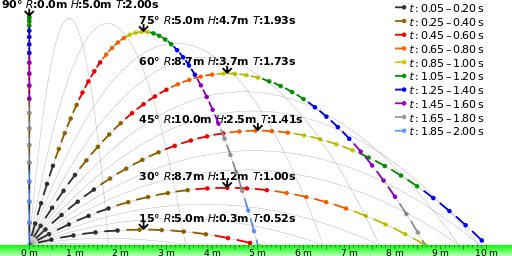 90° R:0.0m H:5.0m T:2.00s
75° R:5.0m H:4.7m T:1.93s
60° R:8.7m H:3.7m T:1.73s
45° R:10.0m H:2.5m T:1.41s
30° R:8.7m H:1.2m T:1.00s
15° R:5.0m H:0.3m T:0.52s
t: 0.05 – 0.20 s
t: 0.25 – 0.40 s
t: 0.45 – 0.60 s
t: 0.65 – 0.80 s
t: 0.85 – 1.00 s
t: 1.05 – 1.20 s
t: 1.25 – 1.40 s
t: 1.45 – 1.60 s
t: 1.65 – 1.80 s
t: 1.85 – 2.00 s
0 m 1 m 2 m 3 m 4 m 5 m 6 m 7 m 8 m 9 m 10 m